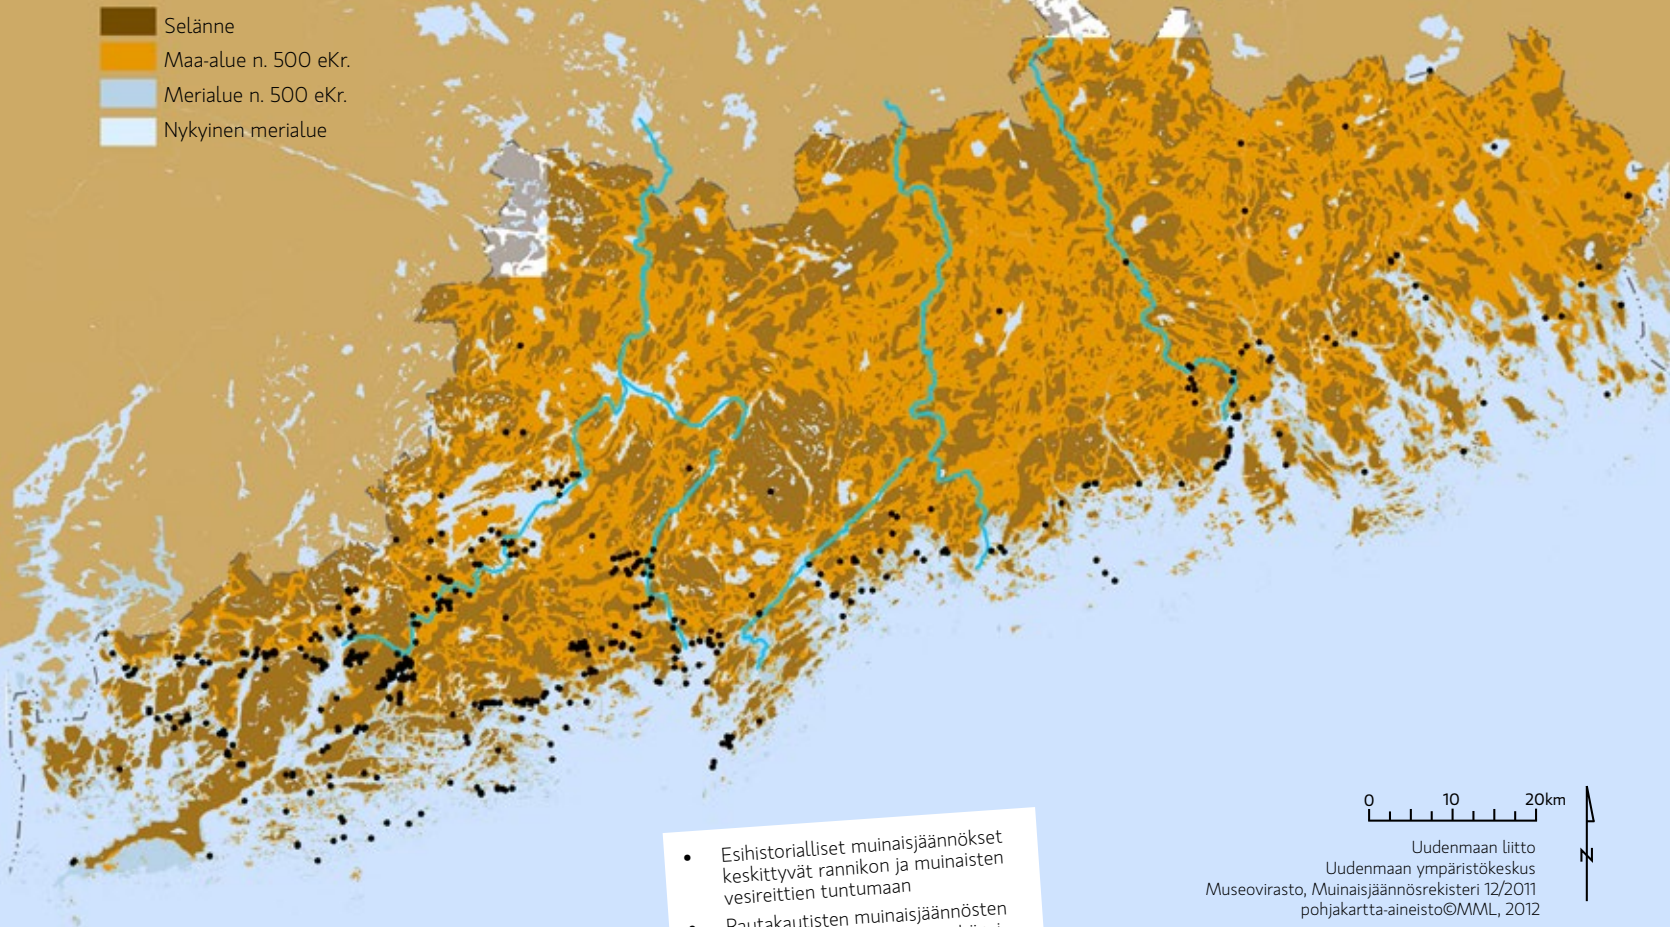 Selänne
Maa-alue n. 500 eKr.
Merialue n. 500 eKr.
Nykyinen merialue
0 10 20km
N
Uudenmaan liitto
Uudenmaan ympäristökeskus
Museovirasto, Muinaisjäännösrekisteri 12/2011
pohjakartta-aineisto©MML, 2012
• Esihistorialliset muinaisjäännökset
keskittyvät rannikon ja muinaisten
vesireittien tuntumaan
• Rautakautisten muinaisjäännösten